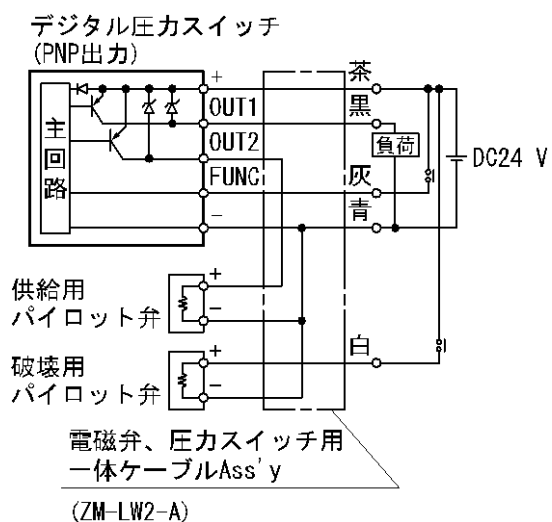 デジタル圧力スイッチ
(PNP出力)
主回路
+
OUT1
OUT2
FUNC
-
茶
黒
灰
青
白
負荷
DC24 V
供給用
パイロット弁
+
-
破壊用
パイロット弁
+
-
電磁弁、圧力スイッチ用
一体ケーブルAss'y
(ZM-LW2-A)